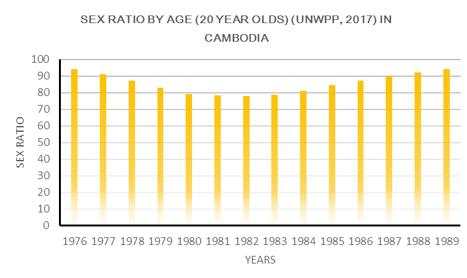 SEX RATIO BY AGE (20 YEAR OLDS) (UNWPP, 2017) IN
CAMBODIA
100
90
80
70
60
50
40
30
20
10
0
SEX RATIO
1976 1977 1978 1979 1980 1981 1982 1983 1984 1985 1986 1987 1988 1989
YEARS